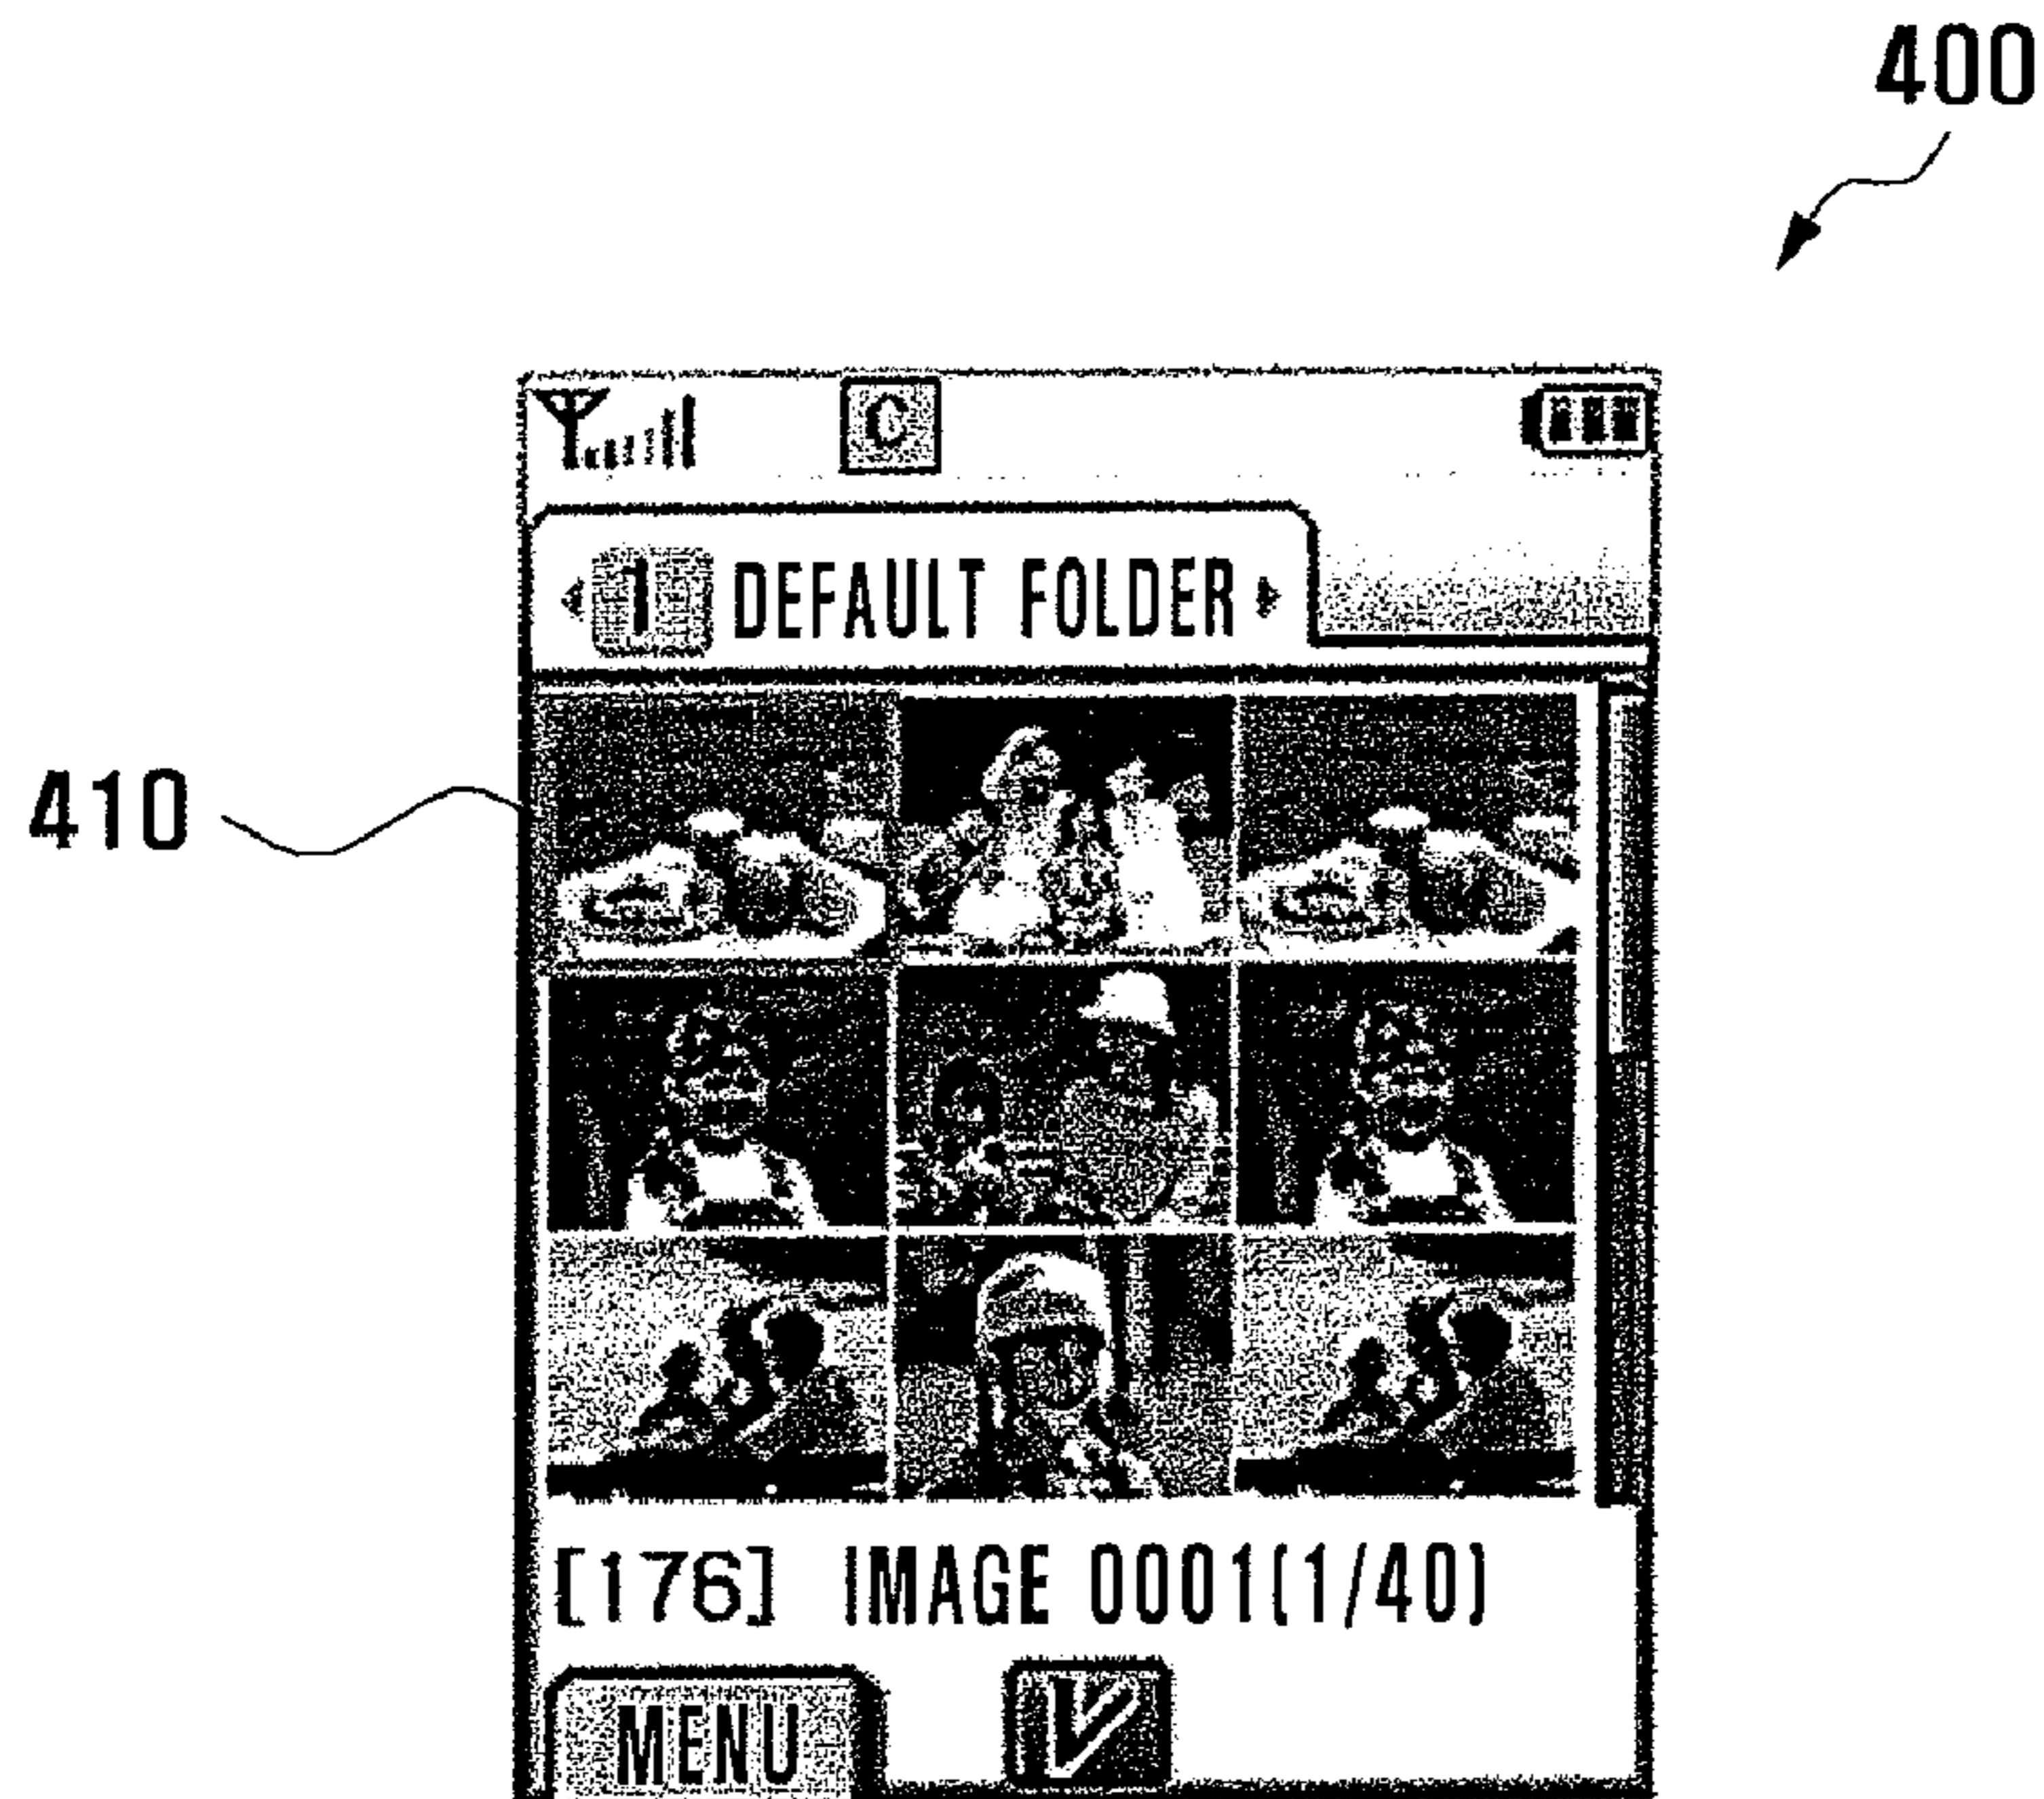 400
C
1 DEFAULT FOLDER
410
[176] IMAGE 0001(1/40)
MENU